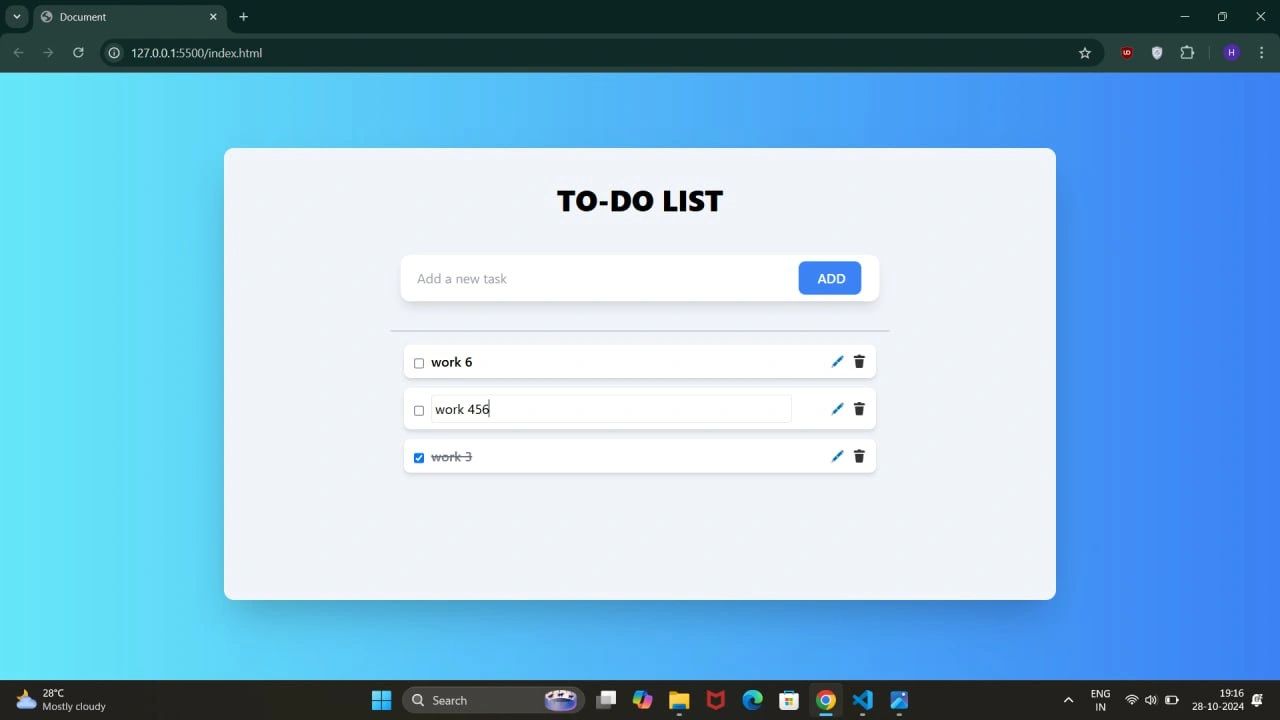 Document
127.0.0.1:5500/index.html
H
TO-DO LIST
Add a new task
ADD
work 6
work 456
work 3
28°C
Mostly cloudy
Search
ENG
IN
19:16
28-10-2024